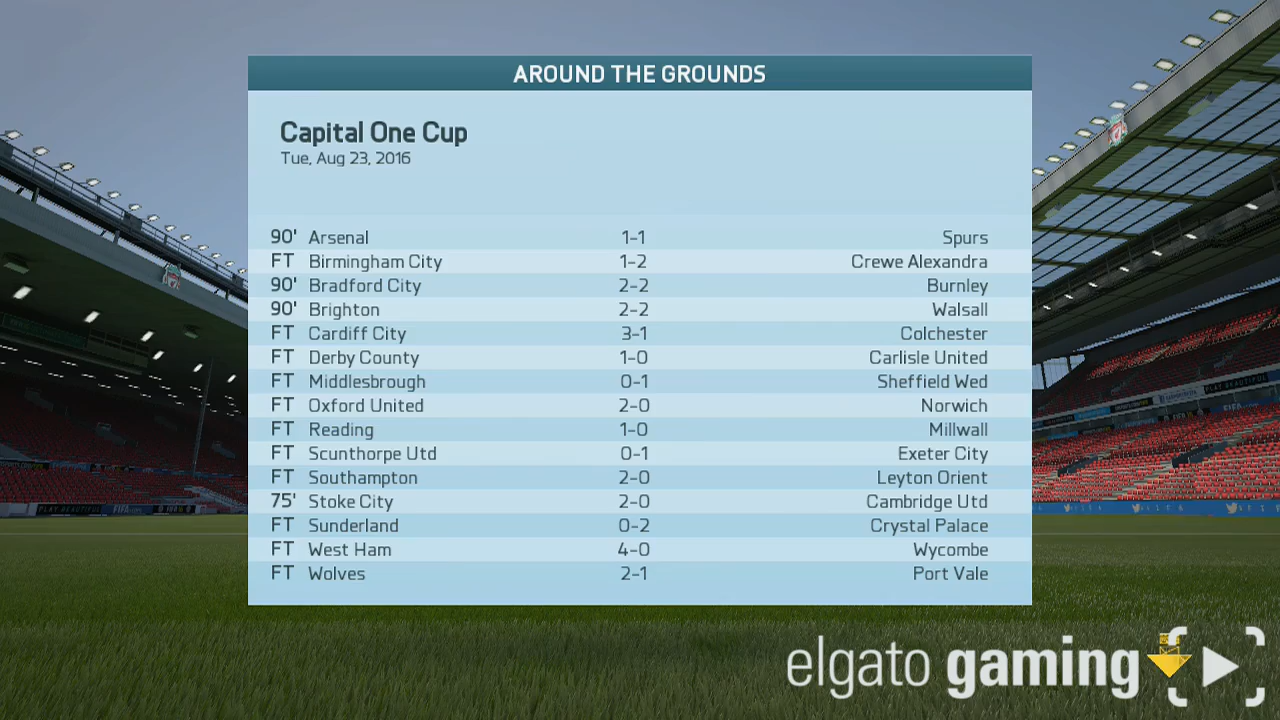 AROUND THE GROUNDS
Capital One Cup
Tue, Aug 23, 2016
90' Arsenal 1-1 Spurs
FT Birmingham City 1-2 Crewe Alexandra
90' Bradford City 2-2 Burnley
90' Brighton 2-2 Walsall
FT Cardiff City 3-1 Colchester
FT Derby County 1-0 Carlisle United
FT Middlesbrough 0-1 Sheffield Wed
FT Oxford United 2-0 Norwich
FT Reading 1-0 Millwall
FT Scunthorpe Utd 0-1 Exeter City
FT Southampton 2-0 Leyton Orient
75' Stoke City 2-0 Cambridge Utd
FT Sunderland 0-2 Crystal Palace
FT West Ham 4-0 Wycombe
FT Wolves 2-1 Port Vale
PLAY BEAUTIFUL
PLAY BEAUTIFUL FIFA
elgato gaming